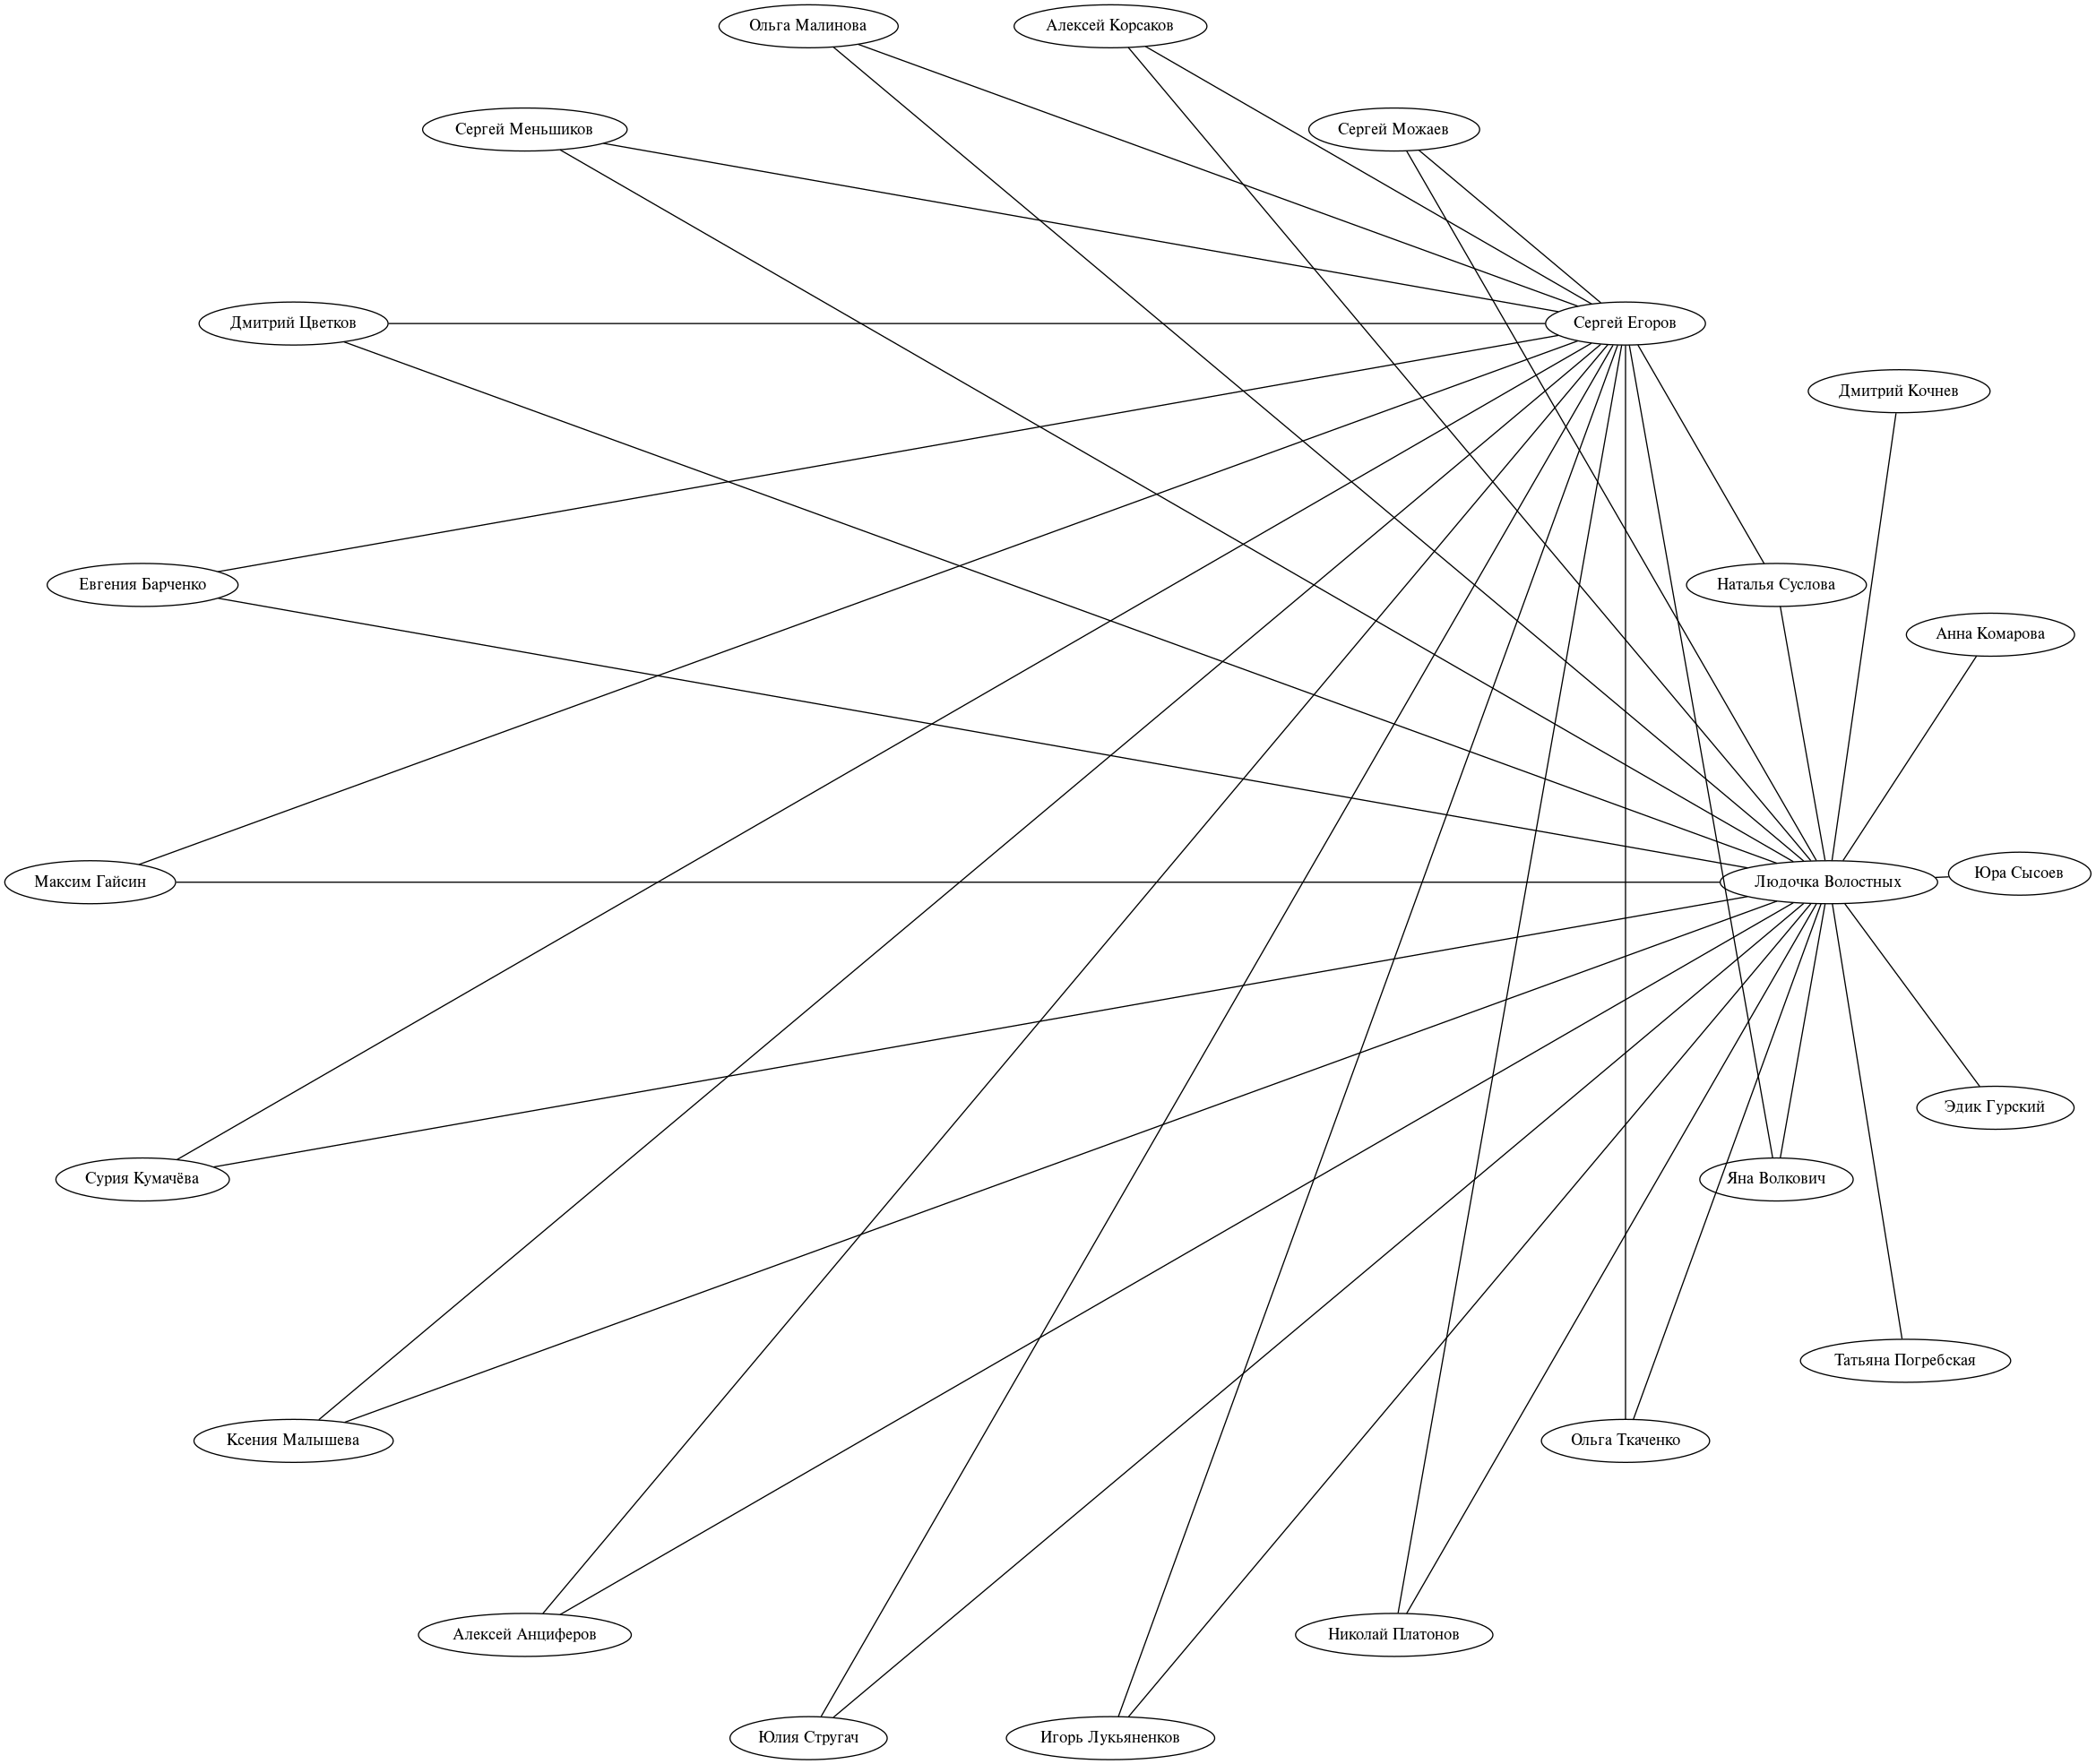 Ольга Малинова
Алексей Корсаков
Сергей Меньшиков
Сергей Можаев
Дмитрий Цветков
Сергей Егоров
Дмитрий Кочнев
Евгения Барченко
Наталья Суслова
Анна Комарова
Максим Гайсин
Людочка Волостных
Юра Сысоев
Эдик Гурский
Сурия Кумачёва
Яна Волкович
Татьяна Погребская
Ксения Малышева
Ольга Ткаченко
Алексей Анциферов
Николай Платонов
Юлия Стругач
Игорь Лукьяненков